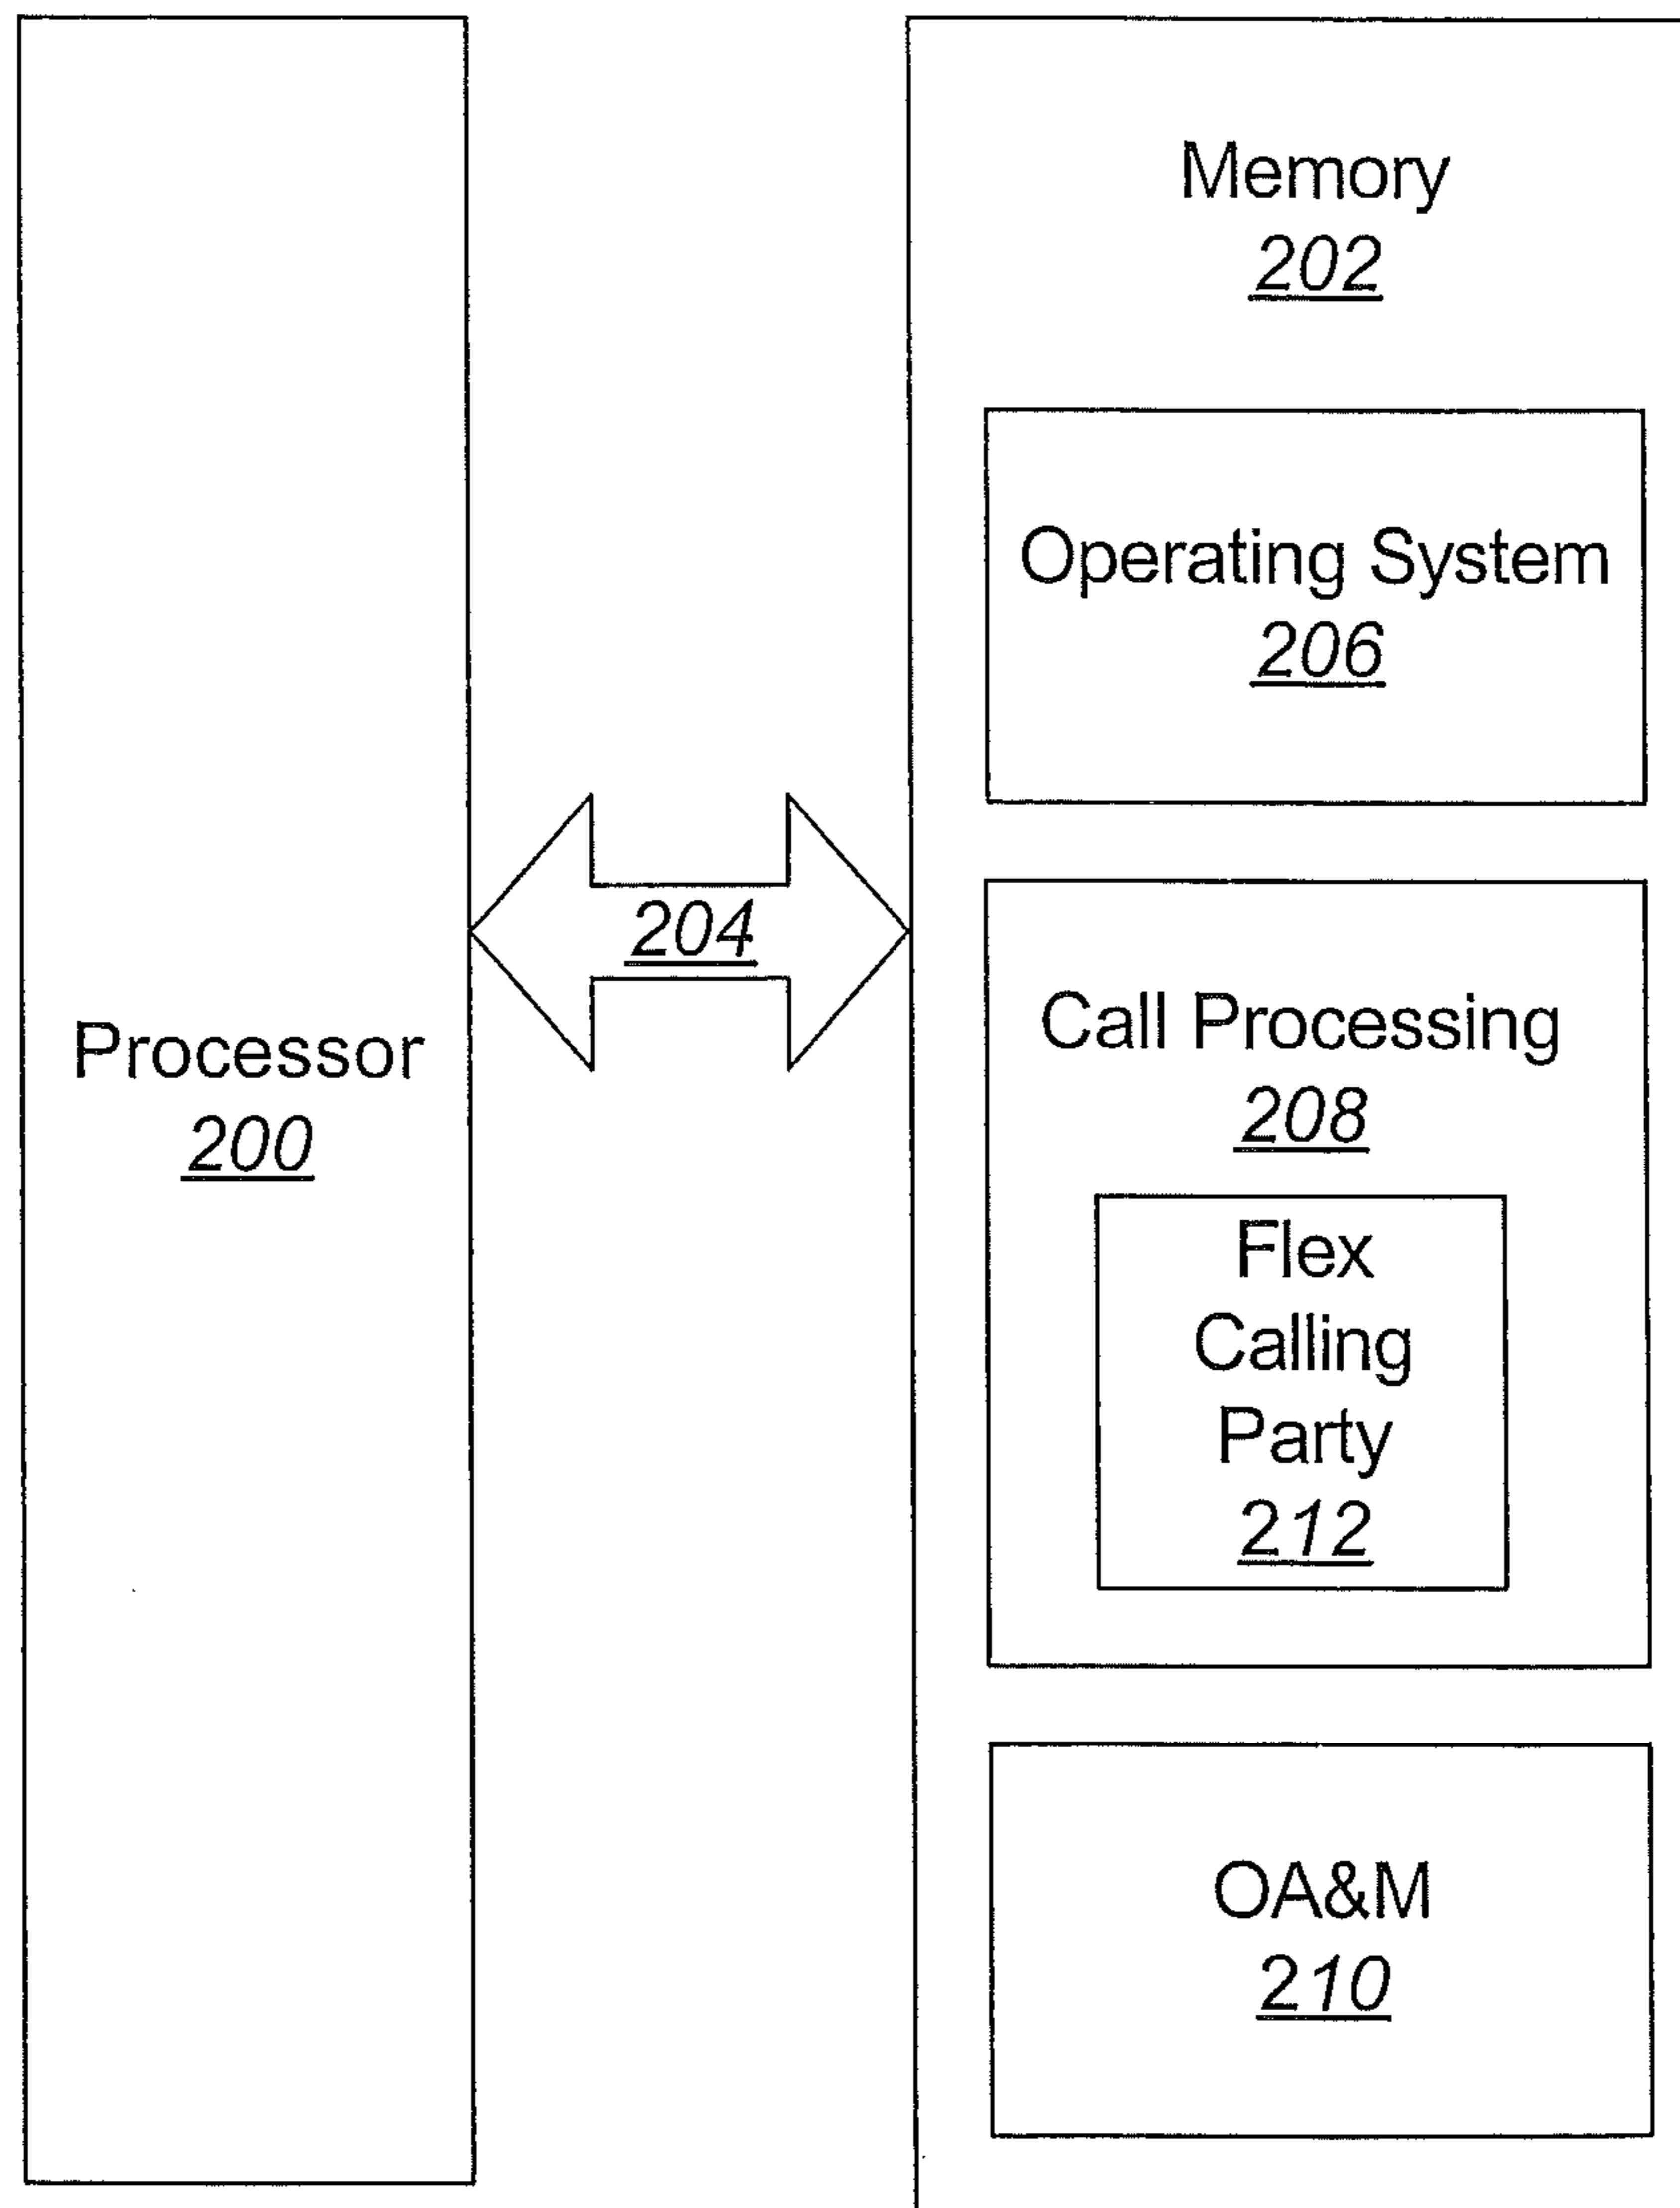 Processor
200
204
Memory
202
Operating System
206
Call Processing
208
Flex
Calling
Party
212
OA&M
210